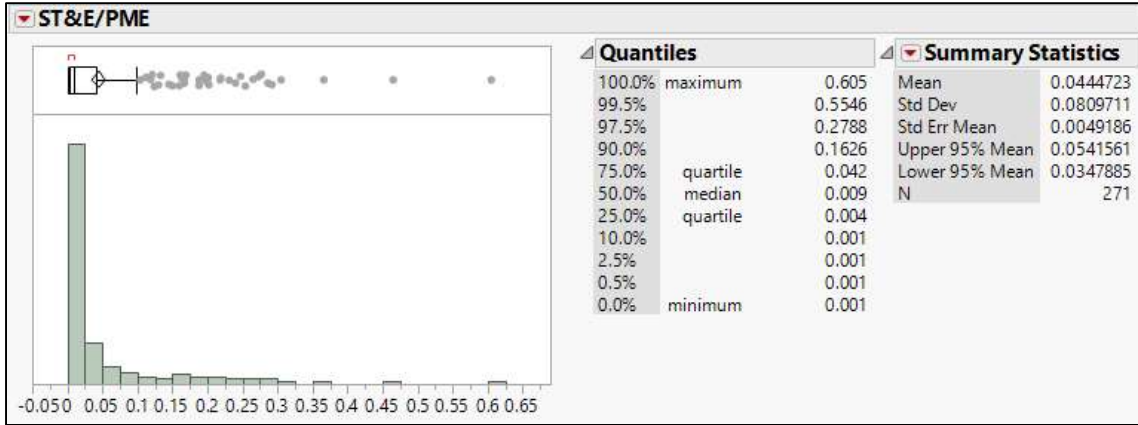 ST&E/PME
Quantiles
100.0% maximum 0.605
99.5% 0.5546
97.5% 0.2788
90.0% 0.1626
75.0% quartile 0.042
50.0% median 0.009
25.0% quartile 0.004
10.0% 0.001
2.5% 0.001
0.5% 0.001
0.0% minimum 0.001
Summary Statistics
Mean 0.0444723
Std Dev 0.0809711
Std Err Mean 0.0049186
Upper 95% Mean 0.0541561
Lower 95% Mean 0.0347885
N 271
-0.05 0 0.05 0.1 0.15 0.2 0.25 0.3 0.35 0.4 0.45 0.5 0.55 0.6 0.65